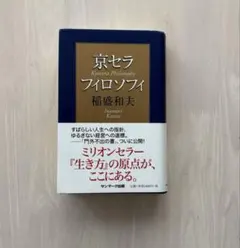 京セラ
フィロソフィ
Kyocera Philosophy
稲盛和夫
Inamori
Kazuo
すばらしい人生への指針、
ゆるぎない経営への道標。
――「門外不出の書」、ついに公開!
ミリオンセラー
『生き方』の原点が、
ここにある。
サンマーク出版